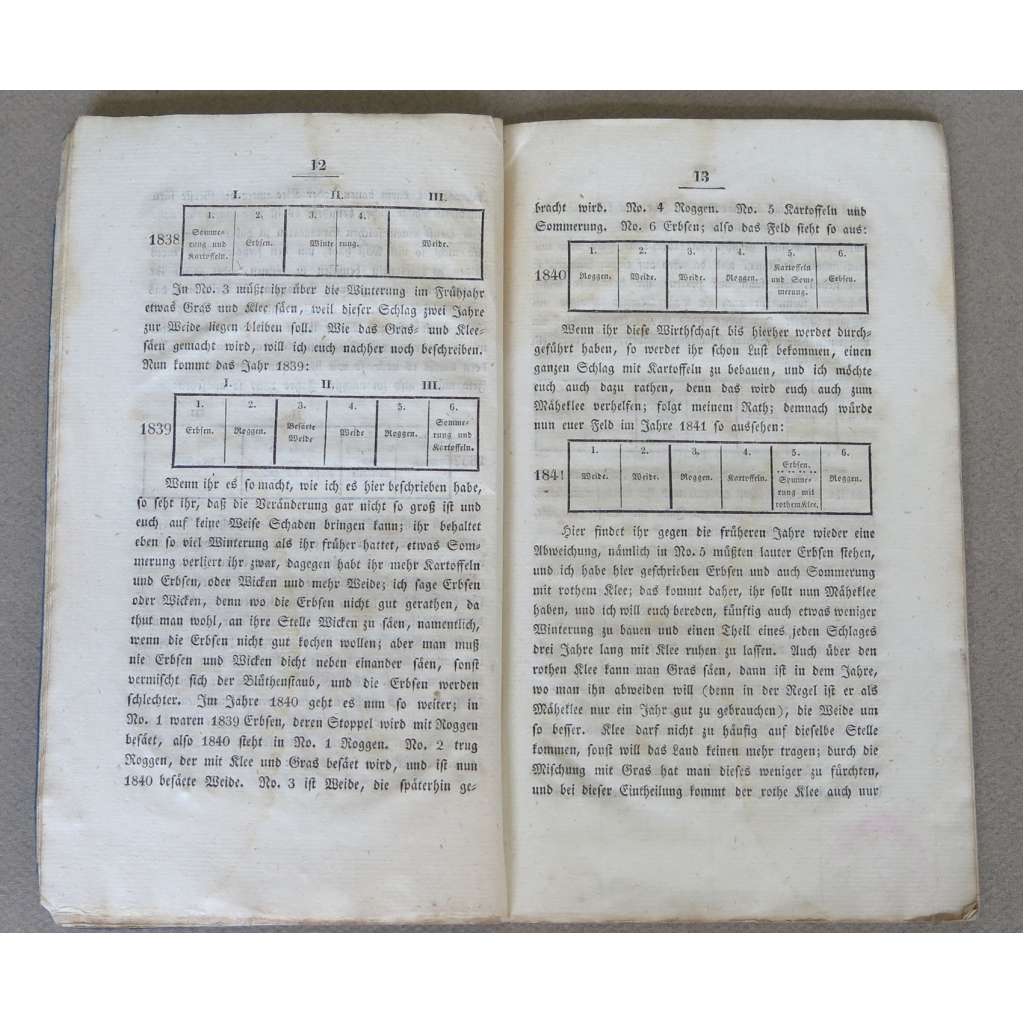 12
I. II. III.
1838
1. 2. 3. 4.
Somme=
rung und
Kartoffeln.
Erbsen.
Winterung.
Weide.
In No. 3 müßt ihr über die Winterung im Frühjahr
etwas Gras und Klee säen, weil dieser Schlag zwei Jahre
zur Weide liegen bleiben soll. Wie das Gras= und Klee=
säen gemacht wird, will ich euch nachher noch beschreiben.
Nun kommt das Jahr 1839:
I. II. III.
1839
1. 2. 3. 4. 5. 6.
Erbsen.
Roggen.
Besäete
Weide
Weide
Roggen.
Somme=
rung und
Kartoffeln.
Wenn ihr es so macht, wie ich es hier beschrieben habe,
so seht ihr, daß die Veränderung gar nicht so groß ist und
euch auf keine Weise Schaden bringen kann; ihr behaltet
eben so viel Winterung als ihr früher hattet, etwas Som=
merung verliert ihr zwar, dagegen habt ihr mehr Kartoffeln
und Erbsen, oder Wicken und mehr Weide; ich sage Erbsen
oder Wicken, denn wo die Erbsen nicht gut gerathen, da
thut man wohl, an ihre Stelle Wicken zu säen, namentlich,
wenn die Erbsen nicht gut kochen wollen; aber man muß
nie Erbsen und Wicken dicht neben einander säen, sonst
vermischt sich der Blüthenstaub, und die Erbsen werden
schlechter. Im Jahre 1840 geht es nun so weiter; in
No. 1 waren 1839 Erbsen, deren Stoppel wird mit Roggen
besäet, also 1840 steht in No. 1 Roggen. No. 2 trug
Roggen, der mit Klee und Gras besäet wird, und ist nun
1840 besäete Weide. No. 3 ist Weide, die späterhin ge=
13
bracht wird. No. 4 Roggen. No. 5 Kartoffeln und
Sommerung. No. 6 Erbsen; also das Feld sieht so aus:
1840
1. 2. 3. 4. 5. 6.
Roggen.
Weide.
Weide.
Roggen.
Kartoffeln
und Som=
merung.
Erbsen.
Wenn ihr diese Wirthschaft bis hierher werdet durch=
geführt haben, so werdet ihr schon Lust bekommen, einen
ganzen Schlag mit Kartoffeln zu bebauen, und ich möchte
euch auch dazu rathen, denn das wird euch auch zum
Mäheklee verhelfen; folgt meinem Rath; demnach würde
nun euer Feld im Jahre 1841 so aussehen:
1841
1. 2. 3. 4. 5. 6.
Weide.
Weide.
Roggen.
Kartoffeln.
Erbsen.
Somme=
rung mit
rothem Klee.
Roggen.
Hier findet ihr gegen die früheren Jahre wieder eine
Abweichung, nämlich in No. 5 müßten lauter Erbsen stehen,
und ich habe hier geschrieben Erbsen und auch Sommerung
mit rothem Klee; das kommt daher, ihr sollt nun Mäheklee
haben, und ich will euch bereden, künftig auch etwas weniger
Winterung zu bauen und einen Theil eines jeden Schlages
drei Jahre lang mit Klee ruhen zu lassen. Auch über den
rothen Klee kann man Gras säen, dann ist in dem Jahre,
wo man ihn abweiden will (denn in der Regel ist er als
Mäheklee nur ein Jahr gut zu gebrauchen), die Weide um
so besser. Klee darf nicht zu häufig auf dieselbe Stelle
kommen, sonst will das Land keinen mehr tragen; durch die
Mischung mit Gras hat man dieses weniger zu fürchten,
und bei dieser Eintheilung kommt der rothe Klee auch nur